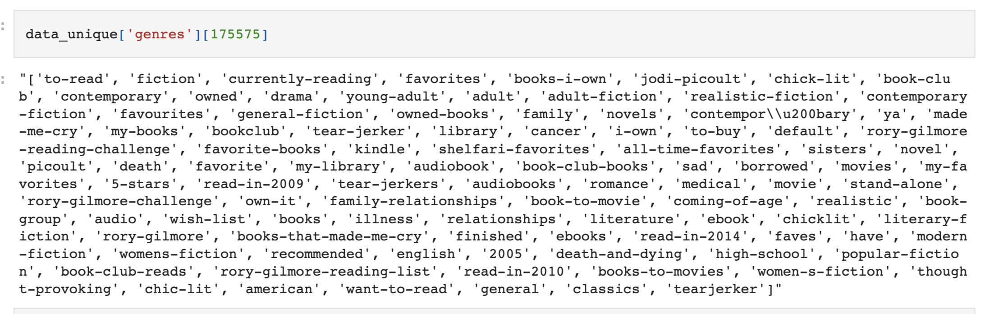 :
data_unique['genres'][175575]
: "['to-read', 'fiction', 'currently-reading', 'favorites', 'books-i-own', 'jodi-picoult', 'chick-lit', 'book-clu
b', 'contemporary', 'owned', 'drama', 'young-adult', 'adult', 'adult-fiction', 'realistic-fiction', 'contemporary
-fiction', 'favourites', 'general-fiction', 'owned-books', 'family', 'novels', 'contempor\\u200bary', 'ya', 'made
-me-cry', 'my-books', 'bookclub', 'tear-jerker', 'library', 'cancer', 'i-own', 'to-buy', 'default', 'rory-gilmore
-reading-challenge', 'favorite-books', 'kindle', 'shelfari-favorites', 'all-time-favorites', 'sisters', 'novel',
'picoult', 'death', 'favorite', 'my-library', 'audiobook', 'book-club-books', 'sad', 'borrowed', 'movies', 'my-fa
vorites', '5-stars', 'read-in-2009', 'tear-jerkers', 'audiobooks', 'romance', 'medical', 'movie', 'stand-alone',
'rory-gilmore-challenge', 'own-it', 'family-relationships', 'book-to-movie', 'coming-of-age', 'realistic', 'book-
group', 'audio', 'wish-list', 'books', 'illness', 'relationships', 'literature', 'ebook', 'chicklit', 'literary-f
iction', 'rory-gilmore', 'books-that-made-me-cry', 'finished', 'ebooks', 'read-in-2014', 'faves', 'have', 'modern
-fiction', 'womens-fiction', 'recommended', 'english', '2005', 'death-and-dying', 'high-school', 'popular-fictio
n', 'book-club-reads', 'rory-gilmore-reading-list', 'read-in-2010', 'books-to-movies', 'women-s-fiction', 'though
t-provoking', 'chic-lit', 'american', 'want-to-read', 'general', 'classics', 'tearjerker']"